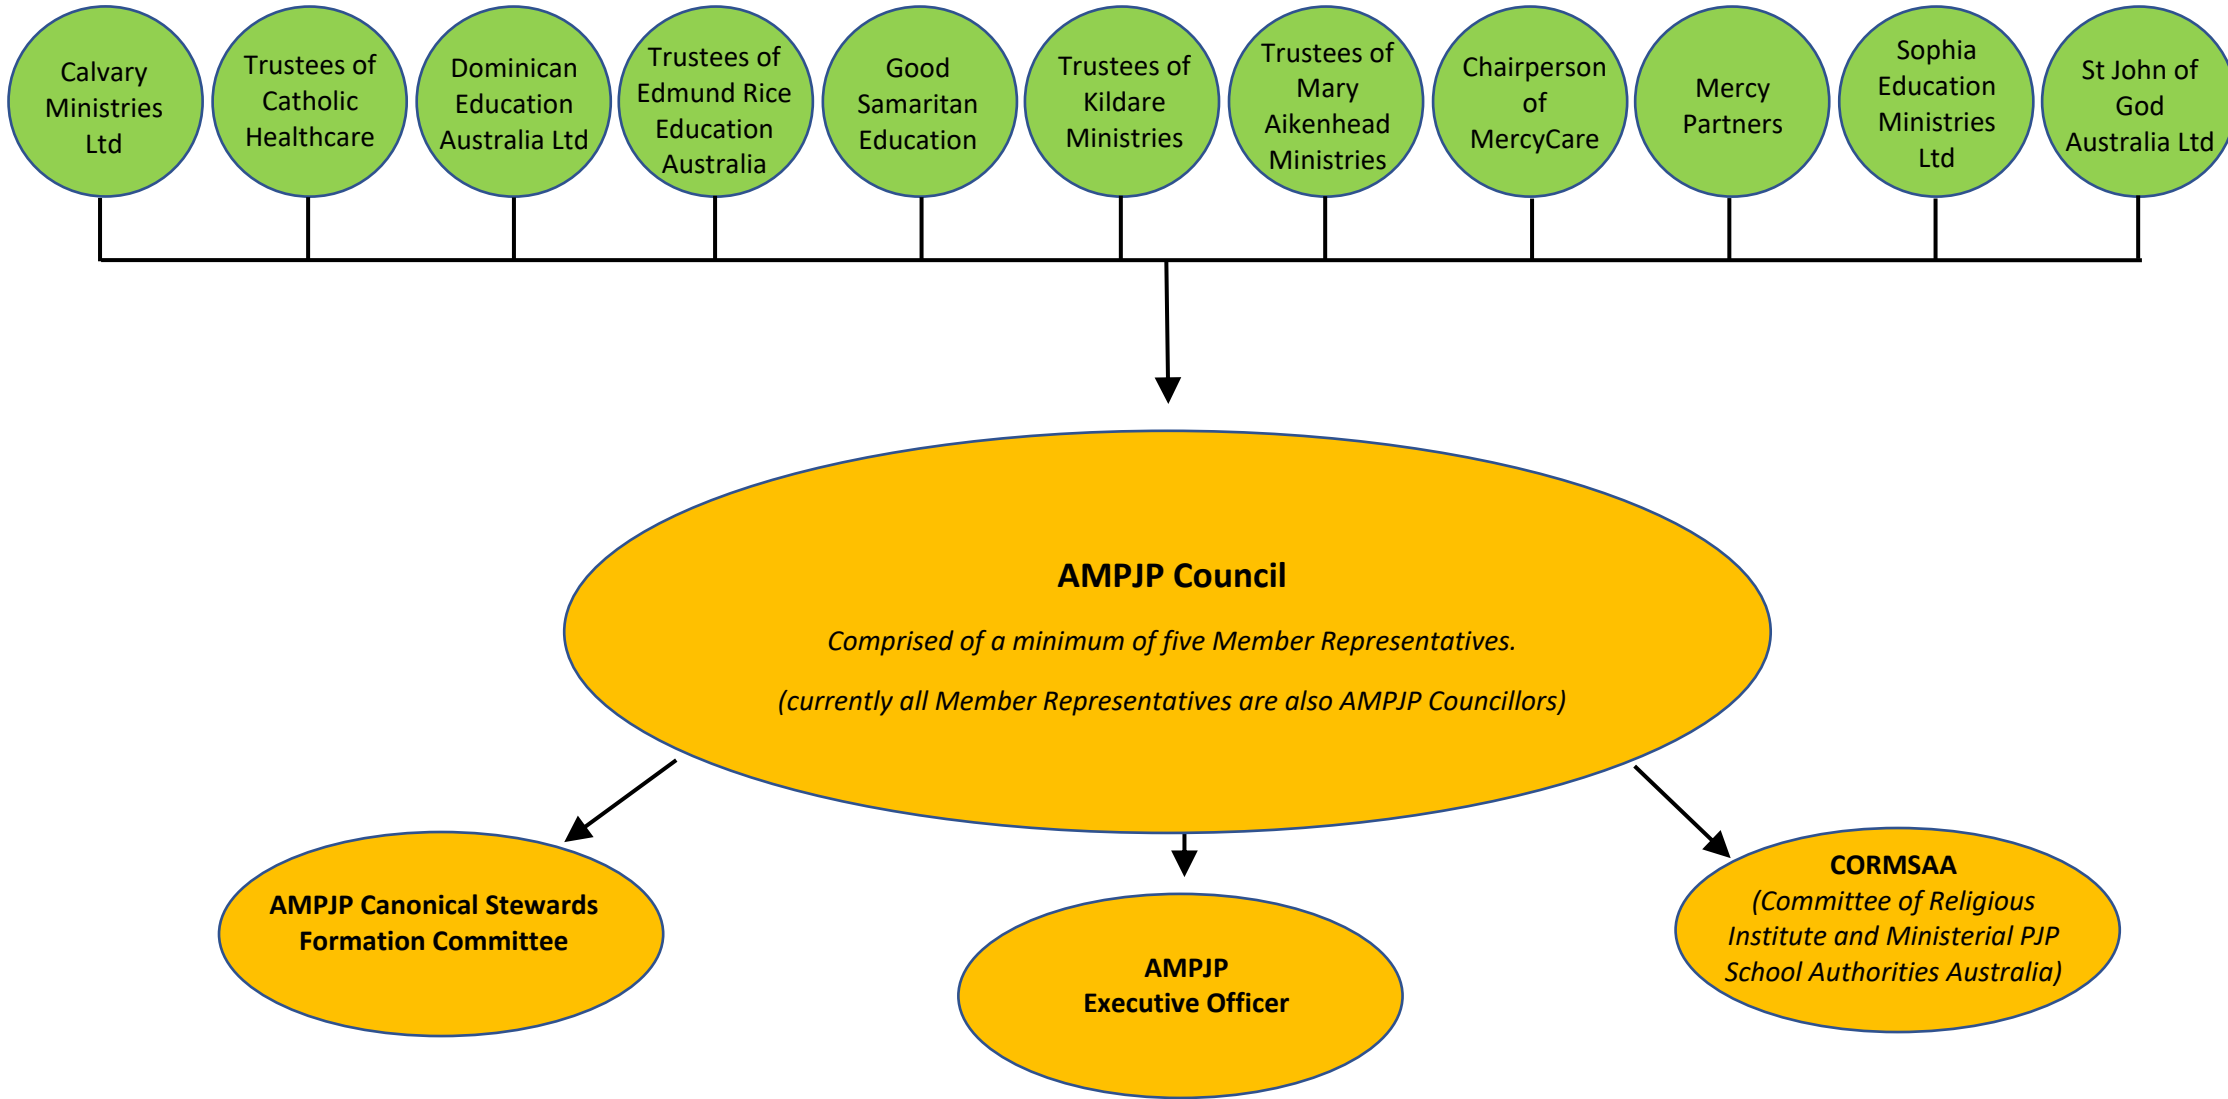 Calvary
Ministries
Ltd
Trustees of
Catholic
Healthcare
Dominican
Education
Australia Ltd
Trustees of
Edmund Rice
Education
Australia
Good
Samaritan
Education
Trustees of
Kildare
Ministries
Trustees of
Mary
Aikenhead
Ministries
Chairperson
of
MercyCare
Mercy
Partners
Sophia
Education
Ministries
Ltd
St John of
God
Australia Ltd
AMPJP Council
Comprised of a minimum of five Member Representatives.
(currently all Member Representatives are also AMPJP Councillors)
AMPJP Canonical Stewards
Formation Committee
AMPJP
Executive Officer
CORMSAA
(Committee of Religious
Institute and Ministerial PJP
School Authorities Australia)